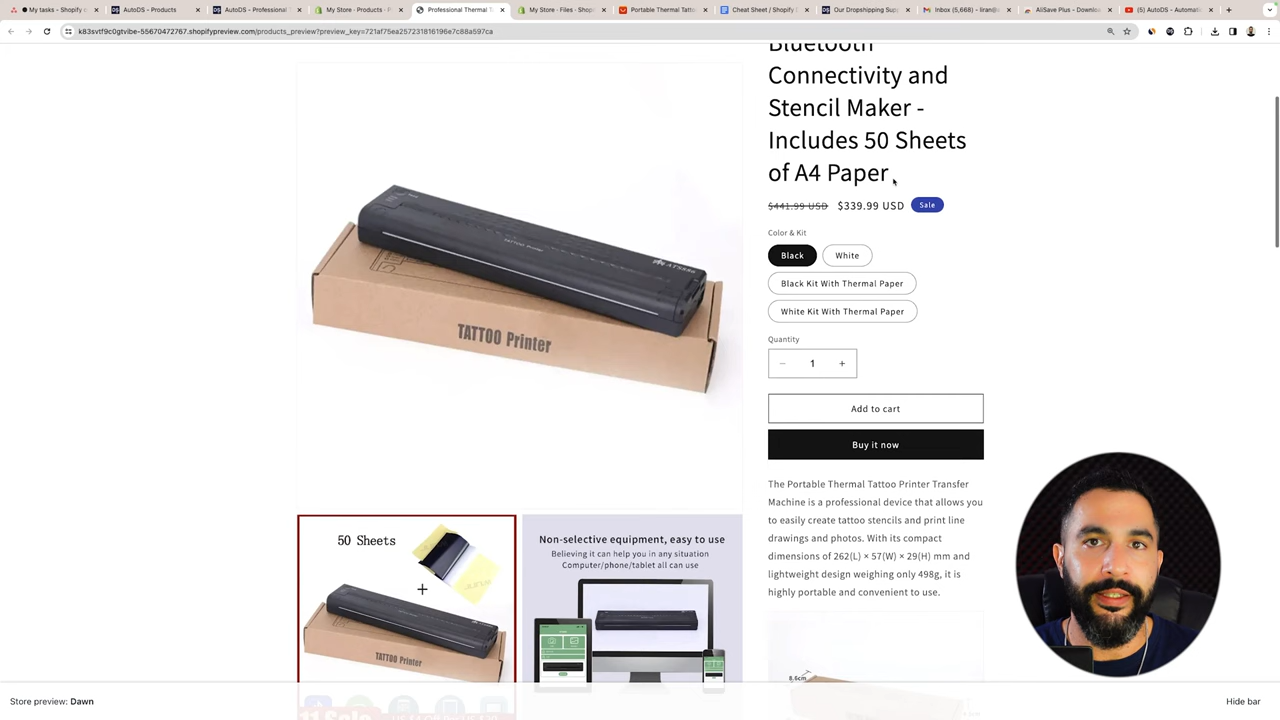 My tasks - Shopify
AutoDS - Products
AutoDS - Professional T
My Store · Products · P
Professional Thermal T
My Store · Files · Shop
Portable Thermal Tatto
Cheat Sheet / Shopify
Our Dropshipping Sup
Inbox (5,668) - liran@
AliSave Plus - Downlo
(5) AutoDS - Automati
k83svtf9c0gtvibe-55670472767.shopifypreview.com/products_preview?preview_key=721af75ea257231816196e7c88a597ca
Bluetooth
Connectivity and
Stencil Maker -
Includes 50 Sheets
of A4 Paper
$441.99 USD $339.99 USD Sale
Color & Kit
Black White
Black Kit With Thermal Paper
White Kit With Thermal Paper
Quantity
− 1 +
Add to cart
Buy it now
The Portable Thermal Tattoo Printer Transfer
Machine is a professional device that allows you
to easily create tattoo stencils and print line
drawings and photos. With its compact
dimensions of 262(L) × 57(W) × 29(H) mm and
lightweight design weighing only 498g, it is
highly portable and convenient to use.
TATTOO Printer
ATSSSG
TATTOO Printer
50 Sheets
+
TATTOO Printer
Non-selective equipment, easy to use
Believing it can help you in any situation
Computer/phone/tablet all can use
8.6cm
Store preview: Dawn
Hide bar